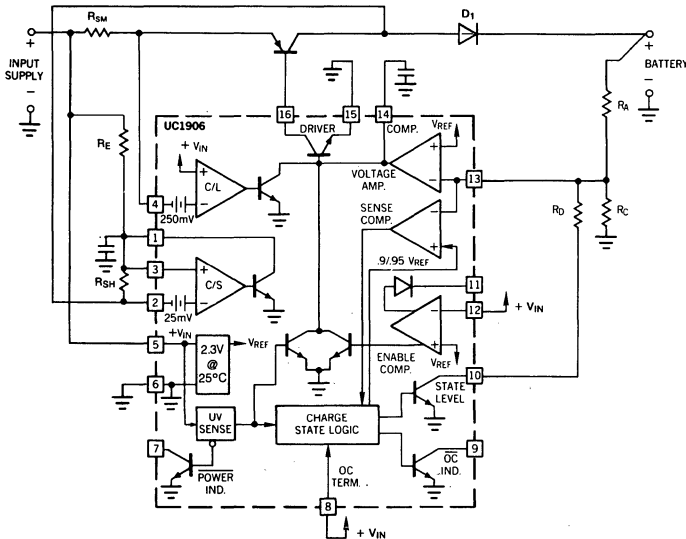 RSM
D1
+
INPUT
SUPPLY
−
+
BATTERY
−
RA
RE
16
15
14
UC1906
DRIVER
COMP.
VREF
+ VIN
+
C/L
−
+
−
VOLTAGE
AMP.
13
4
250mV
SENSE
COMP.
−
+
RD
RC
1
3
RSH
+
C/S
−
2
25mV
.9/.95 VREF
11
12
+ VIN
−
+
5
+VIN
2.3V
@
25°C
VREF
ENABLE
COMP.
VREF
10
STATE
LEVEL
6
UV
SENSE
CHARGE
STATE LOGIC
7
POWER
IND.
OC
IND.
9
OC
TERM.
8
+ VIN